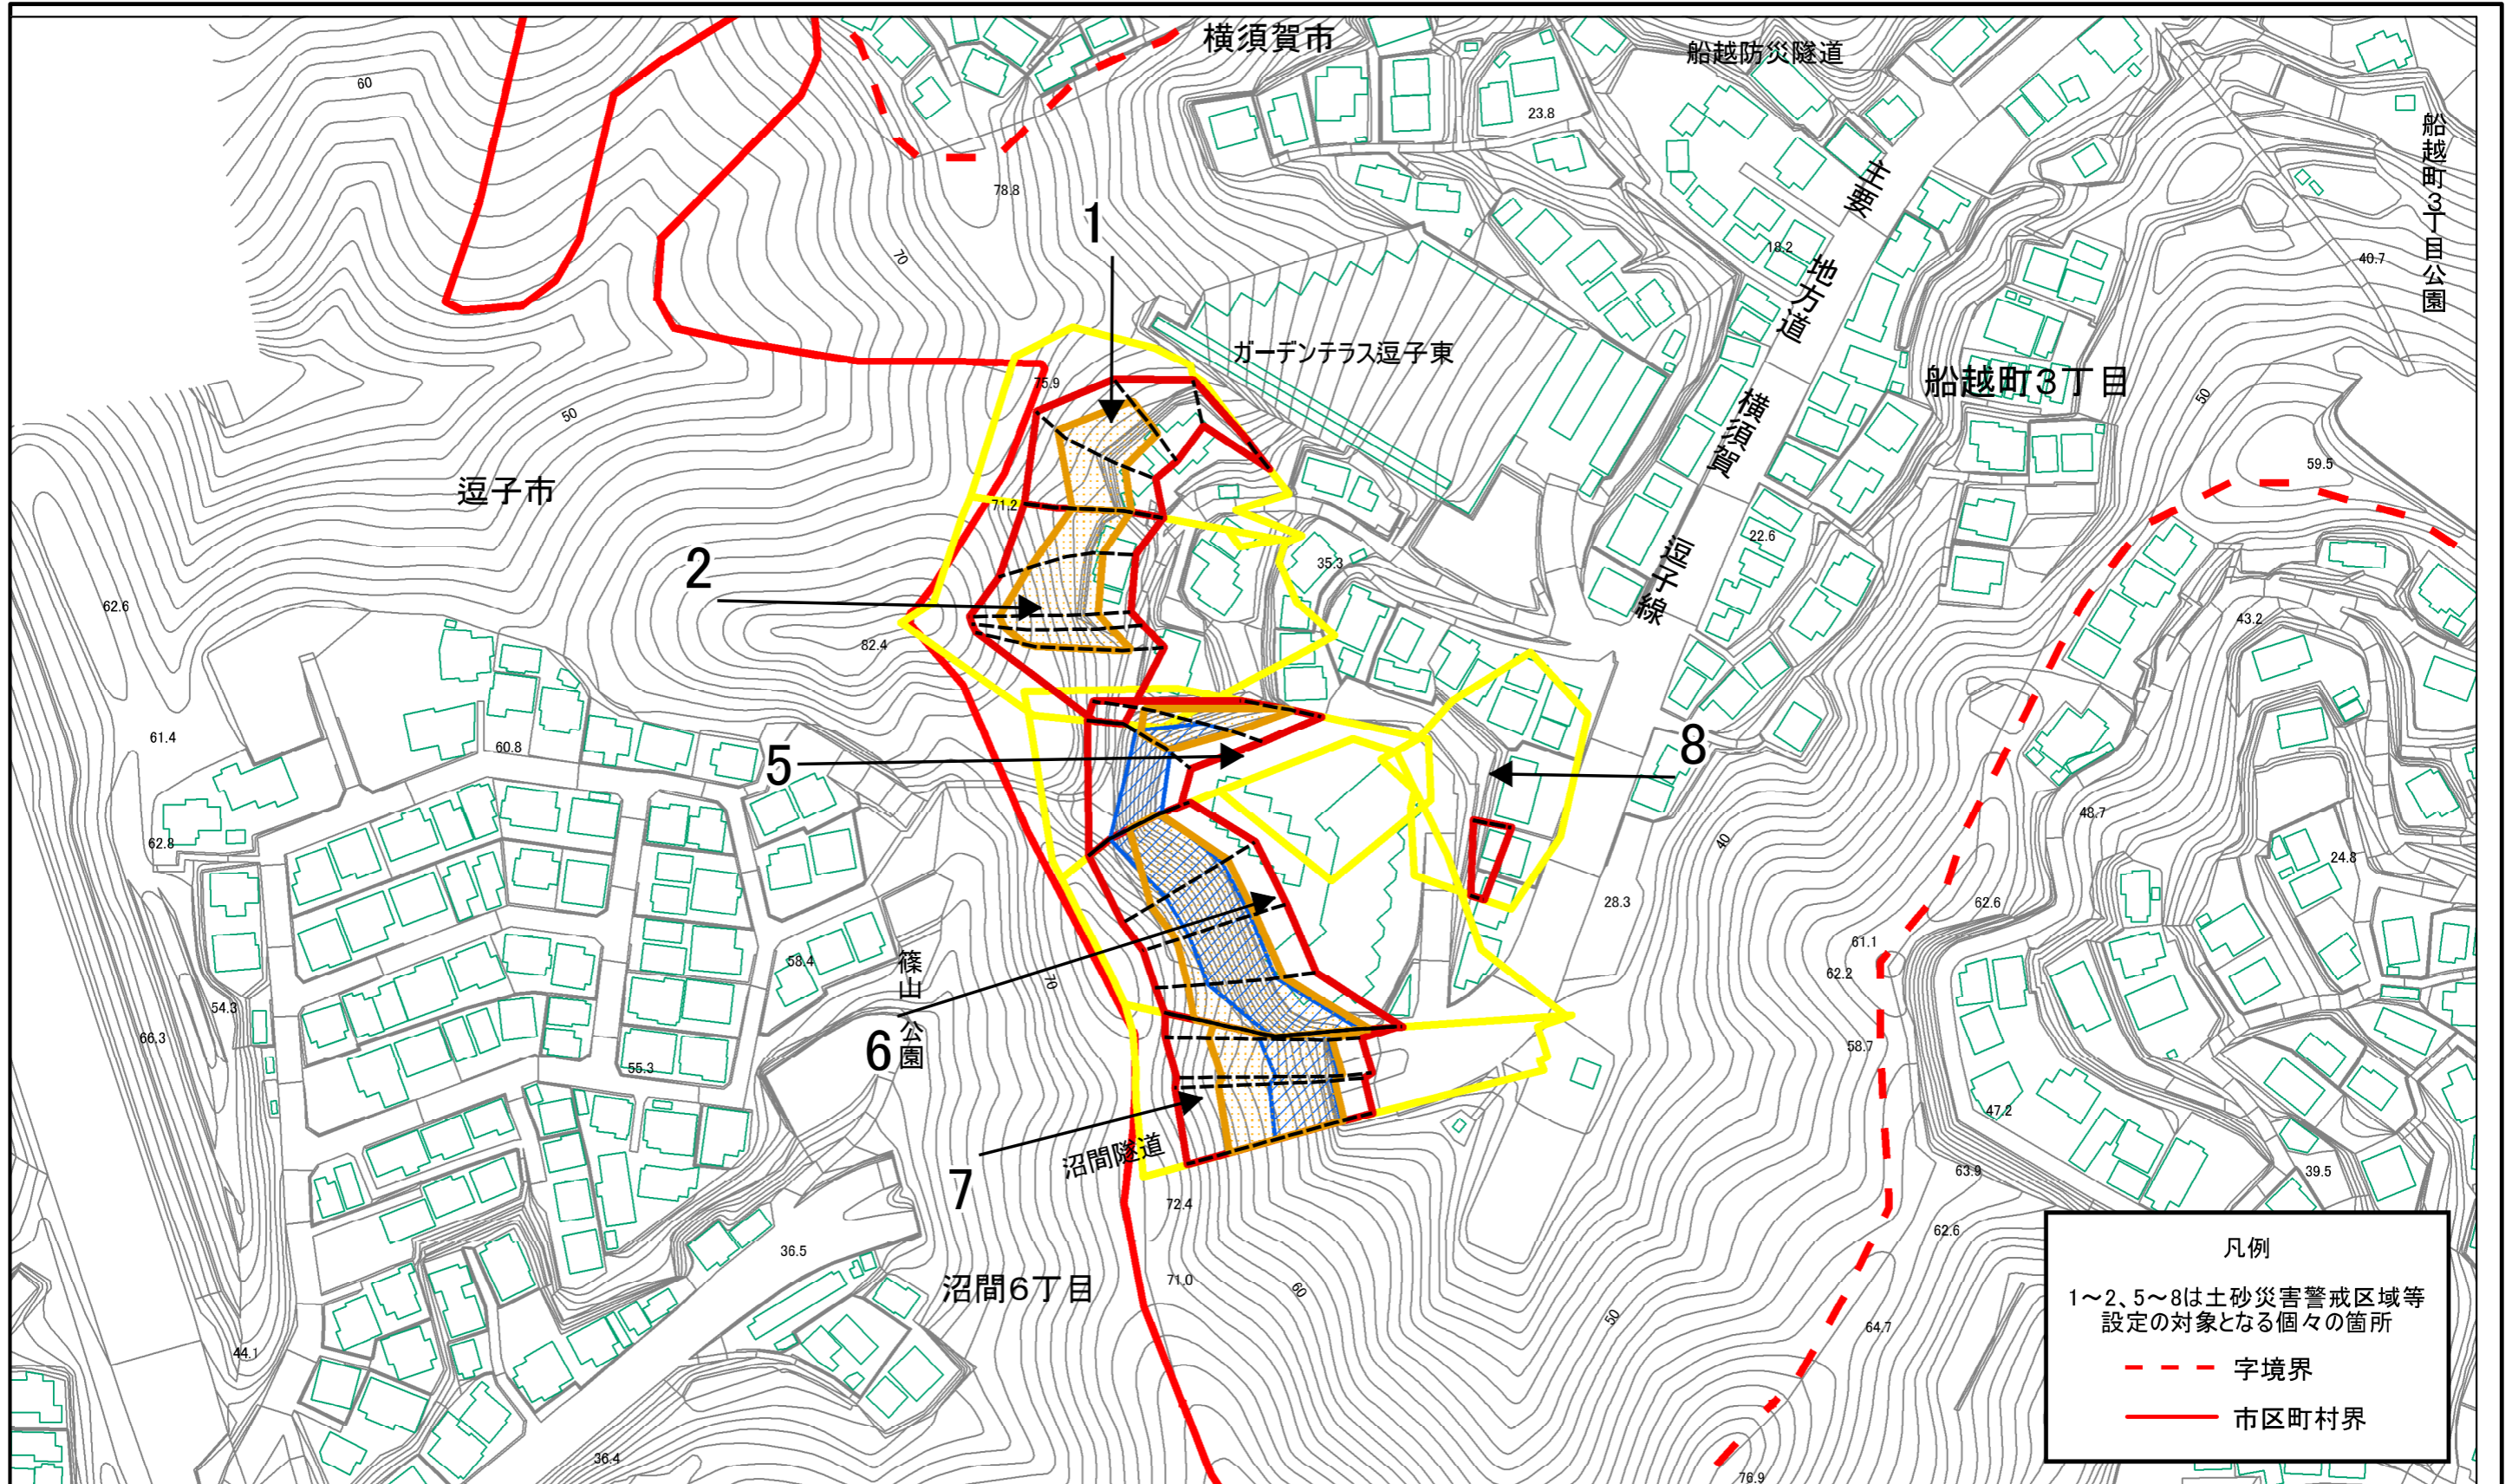 横須賀市
船越防災隧道
船越町3丁目公園
60
23.8
78.8
1
主要
地方道
横須賀
逗子線
18.2
40.7
70
ガーデンテラス逗子東
75.9
船越町3丁目
50
50
59.5
逗子市
71.2
2
22.6
35.3
62.6
43.2
82.4
61.4
60.8
5
8
62.8
48.7
40
24.8
28.3
62.6
61.1
58.4
篠山公園
70
62.2
54.3
66.3
6
58.7
55.3
47.2
沼間隧道
7
63.9
39.5
72.4
62.6
36.5
71.0
沼間6丁目
60
50
64.7
44.1
36.4
76.9
凡例
1～2、5～8は土砂災害警戒区域等
設定の対象となる個々の箇所
字境界
市区町村界